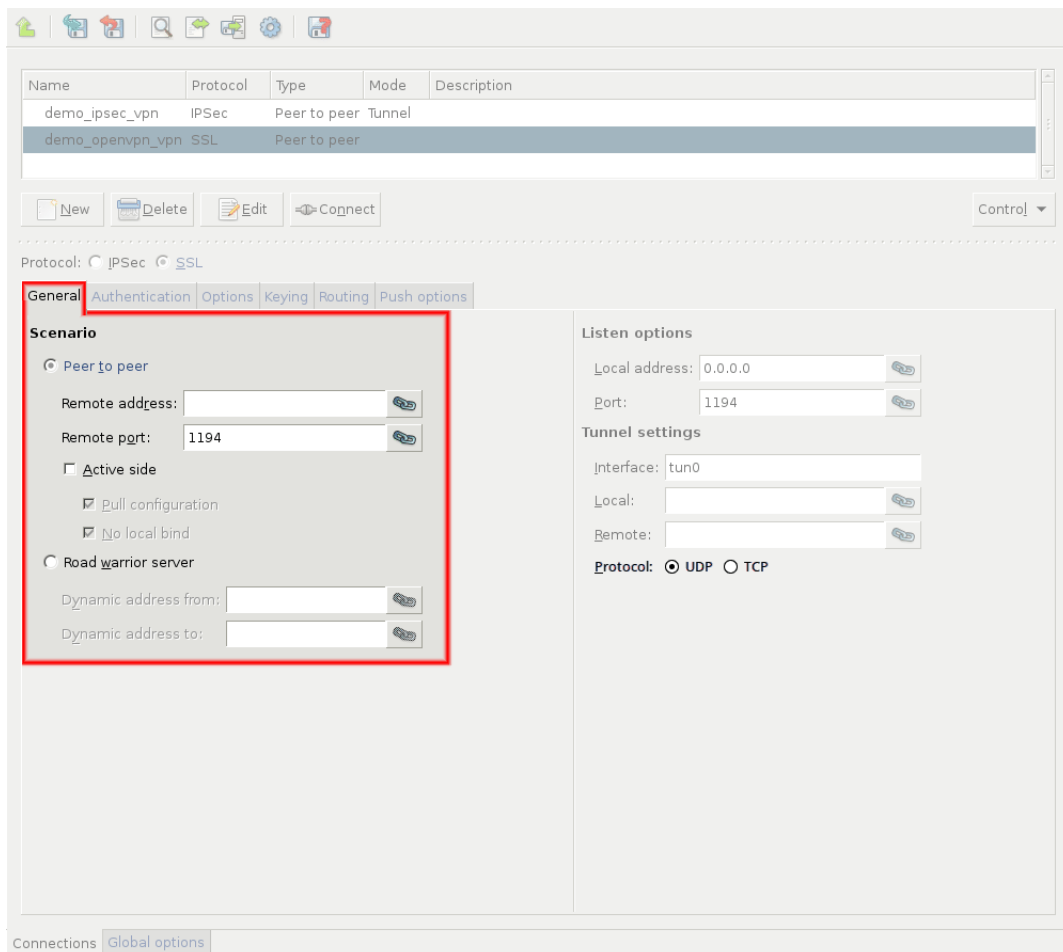 Name Protocol Type Mode Description
demo_ipsec_vpn IPSec Peer to peer Tunnel
demo_openvpn_vpn SSL Peer to peer
New Delete Edit Connect Control
Protocol: IPSec SSL
General Authentication Options Keying Routing Push options
Scenario
Peer to peer
Remote address:
Remote port: 1194
Active side
Pull configuration
No local bind
Road warrior server
Dynamic address from:
Dynamic address to:
Listen options
Local address: 0.0.0.0
Port: 1194
Tunnel settings
Interface: tun0
Local:
Remote:
Protocol: UDP TCP
Connections Global options